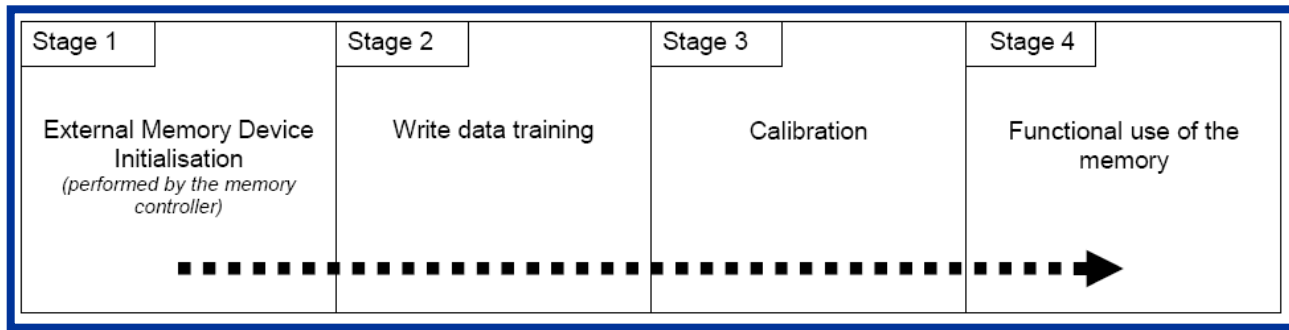 Stage 1
External Memory Device
Initialisation
(performed by the memory
controller)
Stage 2
Write data training
Stage 3
Calibration
Stage 4
Functional use of the
memory